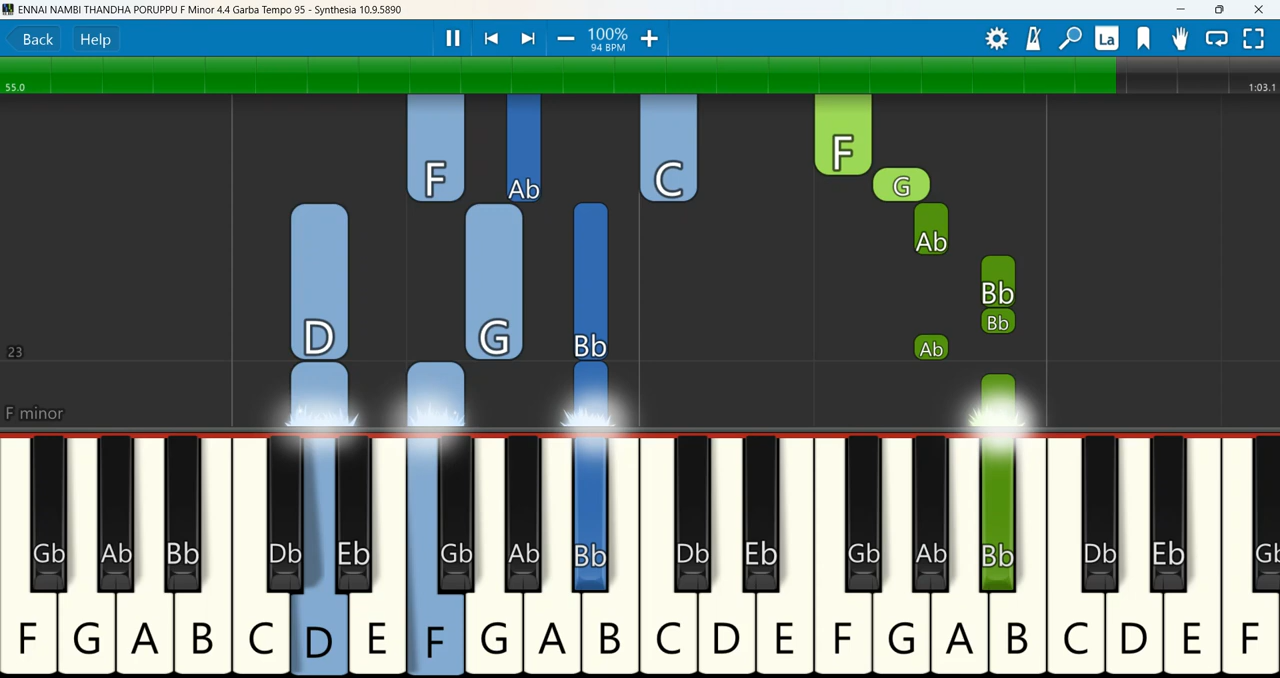 ENNAI NAMBI THANDHA PORUPPU F Minor 4.4 Garba Tempo 95 - Synthesia 10.9.5890
Back Help 100% La
94 BPM
55.0 1:03.1
F Ab C F G
Ab
D G Bb Bb
Bb
23 Ab
F minor
Gb Ab Bb Db Eb Gb Ab Bb Db Eb Gb Ab Bb Db Eb Gb
F G A B C D E F G A B C D E F G A B C D E F